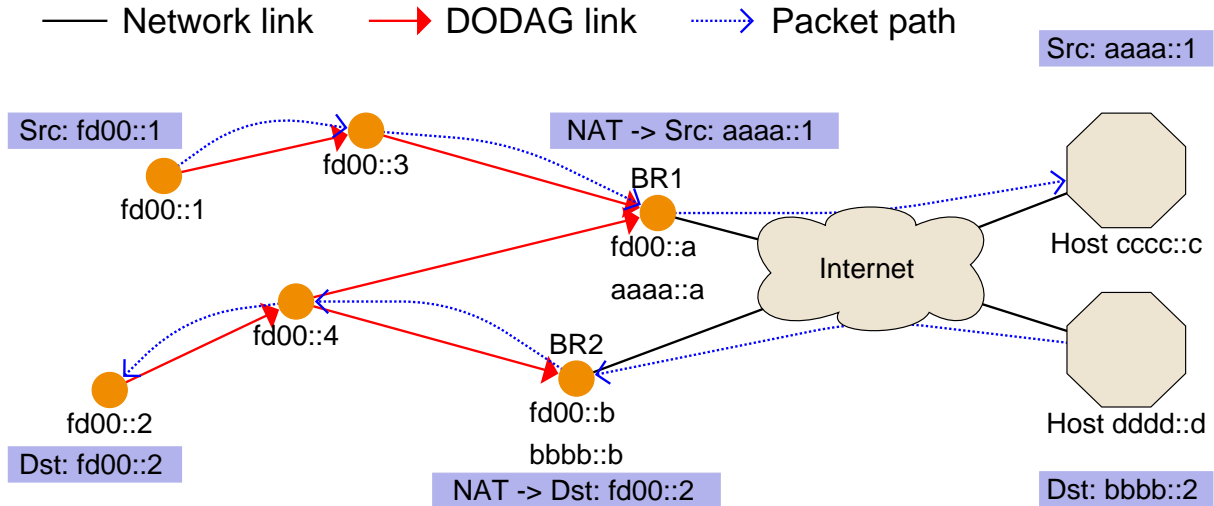 Network link
DODAG link
Packet path
Src: aaaa::1
Src: fd00::1
NAT -> Src: aaaa::1
fd00::3
BR1
fd00::1
fd00::a
Host cccc::c
Internet
aaaa::a
fd00::4
BR2
fd00::2
fd00::b
Host dddd::d
bbbb::b
Dst: fd00::2
NAT -> Dst: fd00::2
Dst: bbbb::2